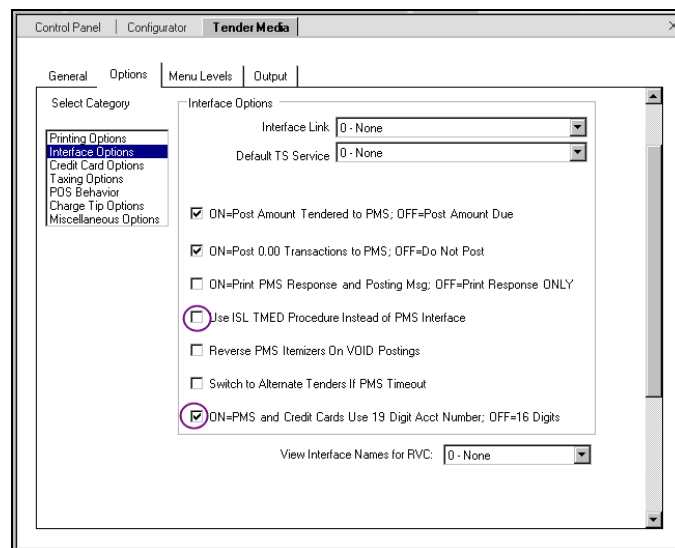 Control Panel | Configurator Tender Media
General Options Menu Levels Output
Select Category
Printing Options
Interface Options
Credit Card Options
Taxing Options
POS Behavior
Charge Tip Options
Miscellaneous Options
Interface Options
Interface Link 0 - None
Default TS Service 0 - None
ON=Post Amount Tendered to PMS; OFF=Post Amount Due
ON=Post 0.00 Transactions to PMS; OFF=Do Not Post
ON=Print PMS Response and Posting Msg; OFF=Print Response ONLY
Use ISL TMED Procedure Instead of PMS Interface
Reverse PMS Itemizers On VOID Postings
Switch to Alternate Tenders If PMS Timeout
ON=PMS and Credit Cards Use 19 Digit Acct Number; OFF=16 Digits
View Interface Names for RVC: 0 - None